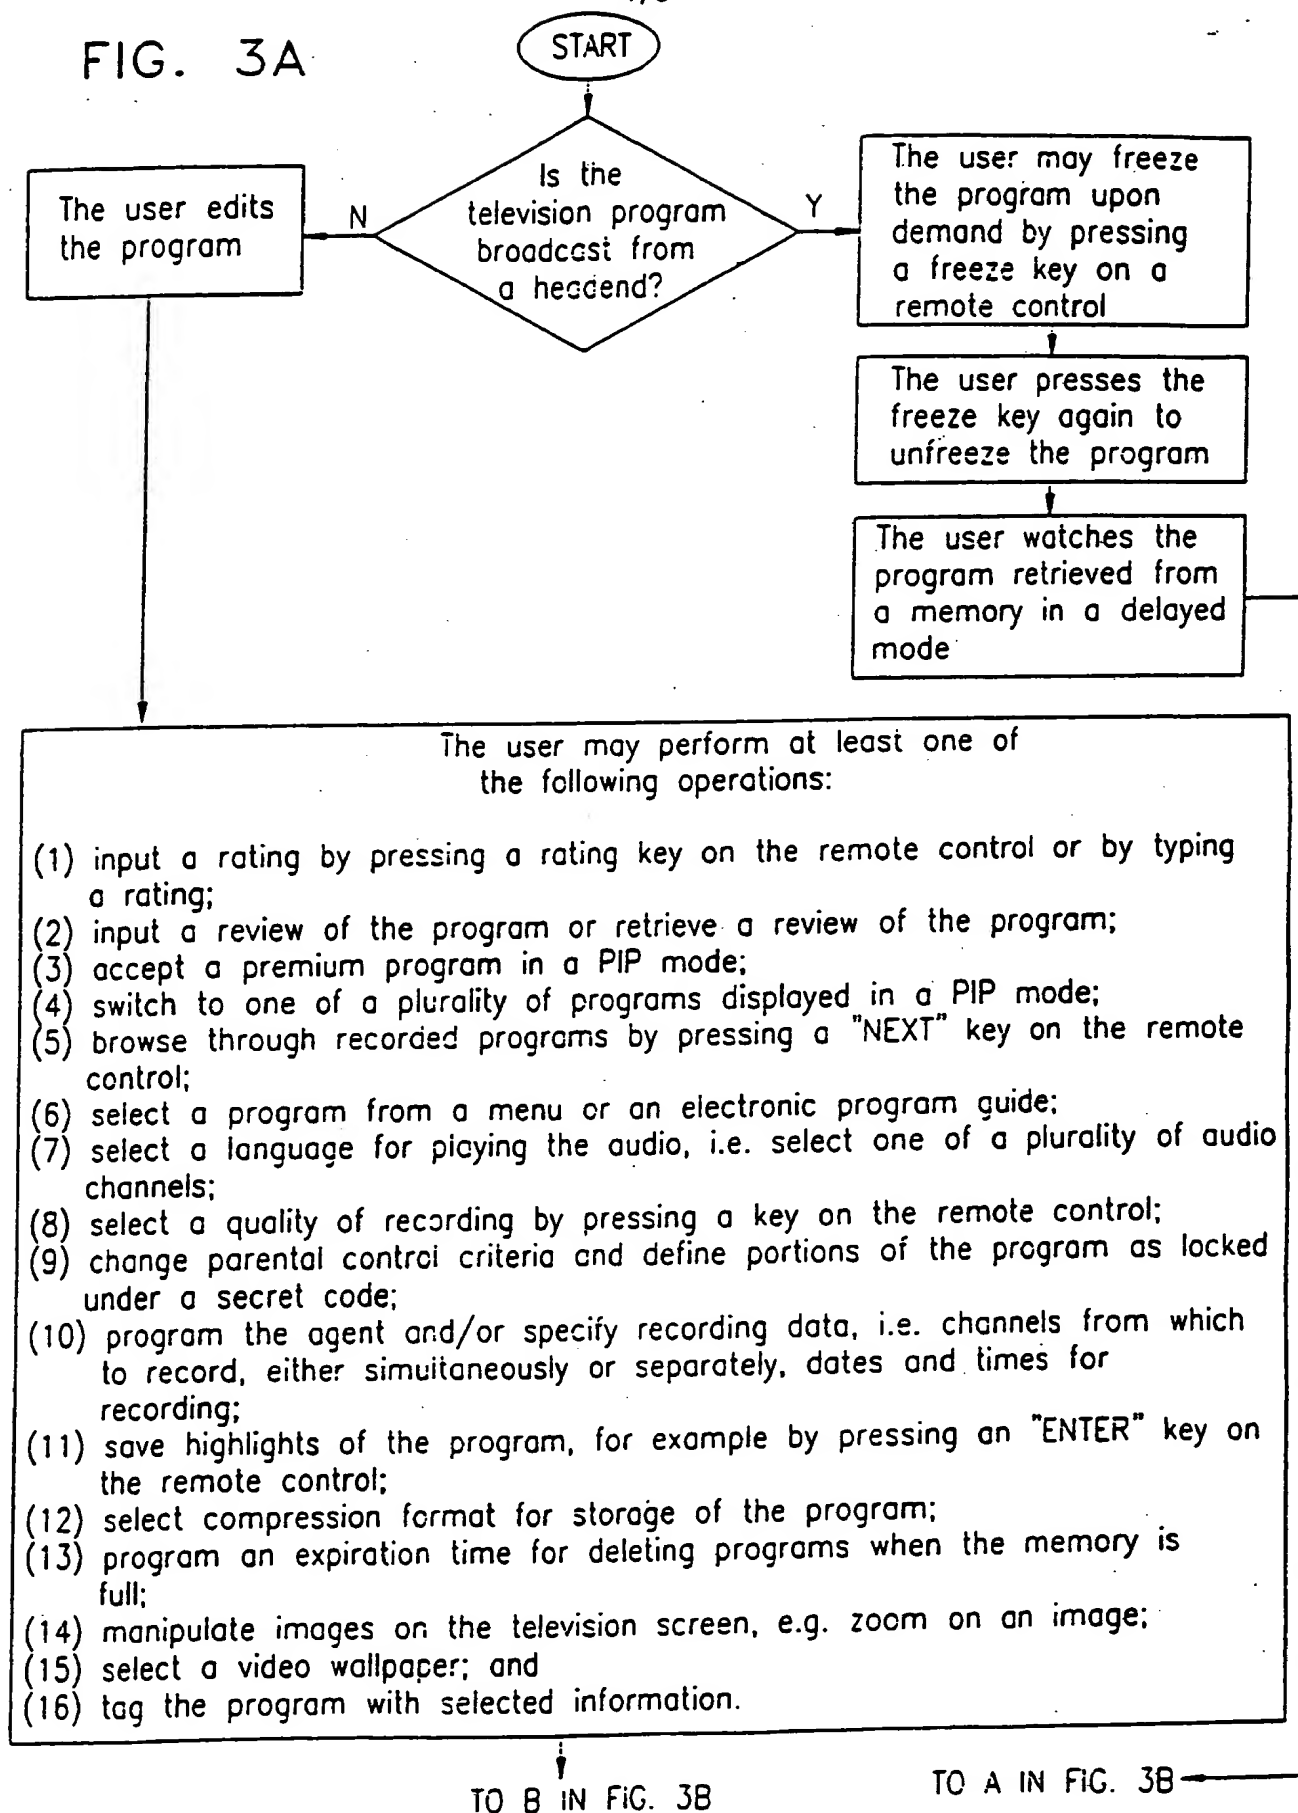 FIG. 3A
START
Is the
television program
broadcast from
a headend?
N
Y
The user edits
the program
The user may freeze
the program upon
demand by pressing
a freeze key on a
remote control
The user presses the
freeze key again to
unfreeze the program
The user watches the
program retrieved from
a memory in a delayed
mode
The user may perform at least one of
the following operations:
(1) input a rating by pressing a rating key on the remote control or by typing
a rating;
(2) input a review of the program or retrieve a review of the program;
(3) accept a premium program in a PIP mode;
(4) switch to one of a plurality of programs displayed in a PIP mode;
(5) browse through recorded programs by pressing a "NEXT" key on the remote
control;
(6) select a program from a menu or an electronic program guide;
(7) select a language for playing the audio, i.e. select one of a plurality of audio
channels;
(8) select a quality of recording by pressing a key on the remote control;
(9) change parental control criteria and define portions of the program as locked
under a secret code;
(10) program the agent and/or specify recording data, i.e. channels from which
to record, either simultaneously or separately, dates and times for
recording;
(11) save highlights of the program, for example by pressing an "ENTER" key on
the remote control;
(12) select compression format for storage of the program;
(13) program an expiration time for deleting programs when the memory is
full;
(14) manipulate images on the television screen, e.g. zoom on an image;
(15) select a video wallpaper; and
(16) tag the program with selected information.
TO B IN FIG. 3B
TO A IN FIG. 3B